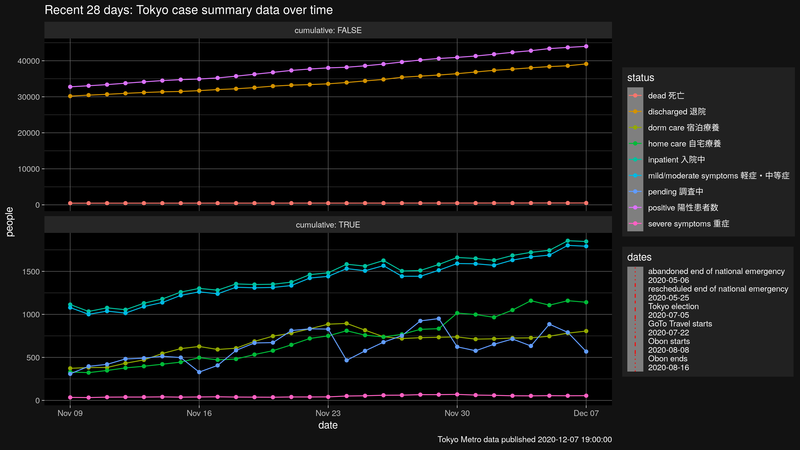 Recent 28 days: Tokyo case summary data over time
cumulative: FALSE
40000
30000
20000
10000
0
cumulative: TRUE
1500
1000
500
0
people
Nov 09
Nov 16
Nov 23
Nov 30
Dec 07
date
Tokyo Metro data published 2020-12-07 19:00:00
status
dead 死亡
discharged 退院
dorm care 宿泊療養
home care 自宅療養
inpatient 入院中
mild/moderate symptoms 軽症・中等症
pending 調査中
positive 陽性患者数
severe symptoms 重症
dates
abandoned end of national emergency
2020-05-06
rescheduled end of national emergency
2020-05-25
Tokyo election
2020-07-05
GoTo Travel starts
2020-07-22
Obon starts
2020-08-08
Obon ends
2020-08-16